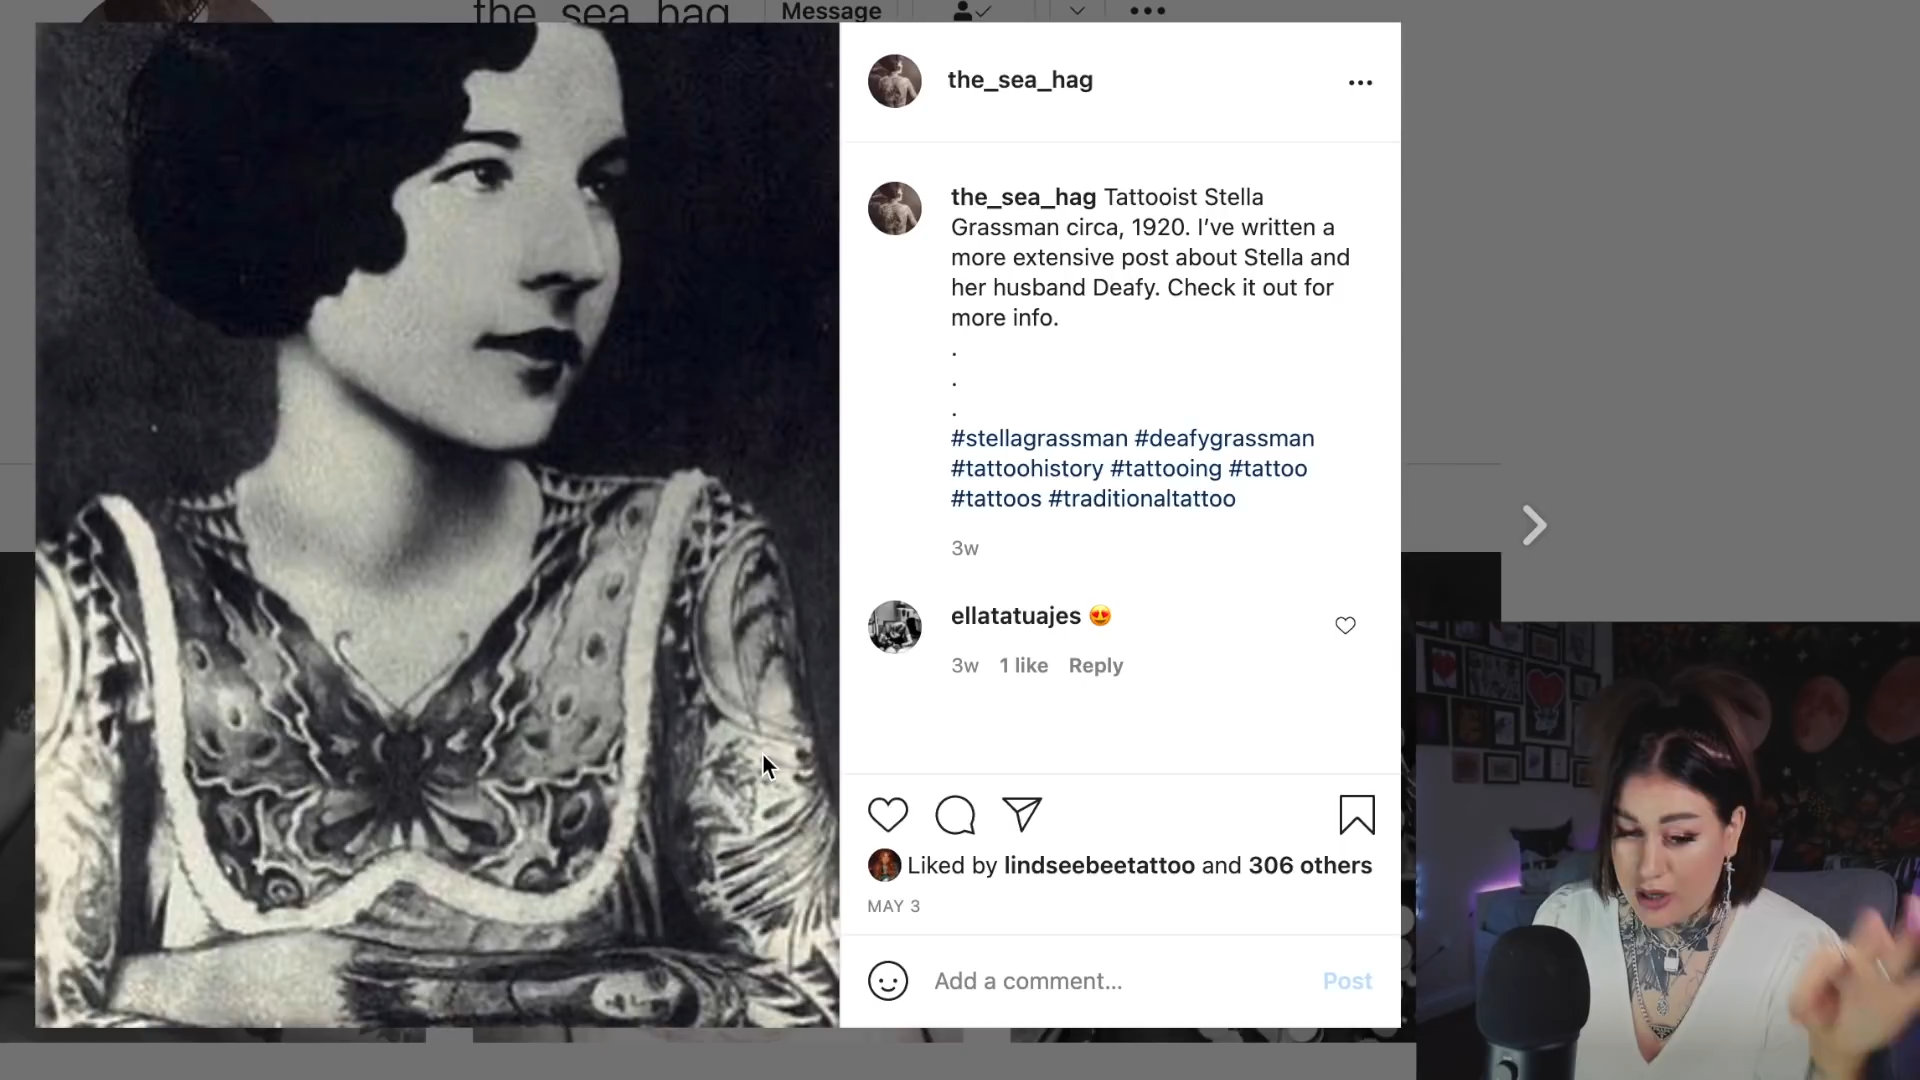 the_sea_hag Message
the_sea_hag
the_sea_hag Tattooist Stella
Grassman circa, 1920. I’ve written a
more extensive post about Stella and
her husband Deafy. Check it out for
more info.
.
.
.
#stellagrassman #deafygrassman
#tattoohistory #tattooing #tattoo
#tattoos #traditionaltattoo
3w
ellatatuajes 😍
3w 1 like Reply
Liked by lindseebeetattoo and 306 others
MAY 3
Add a comment... Post